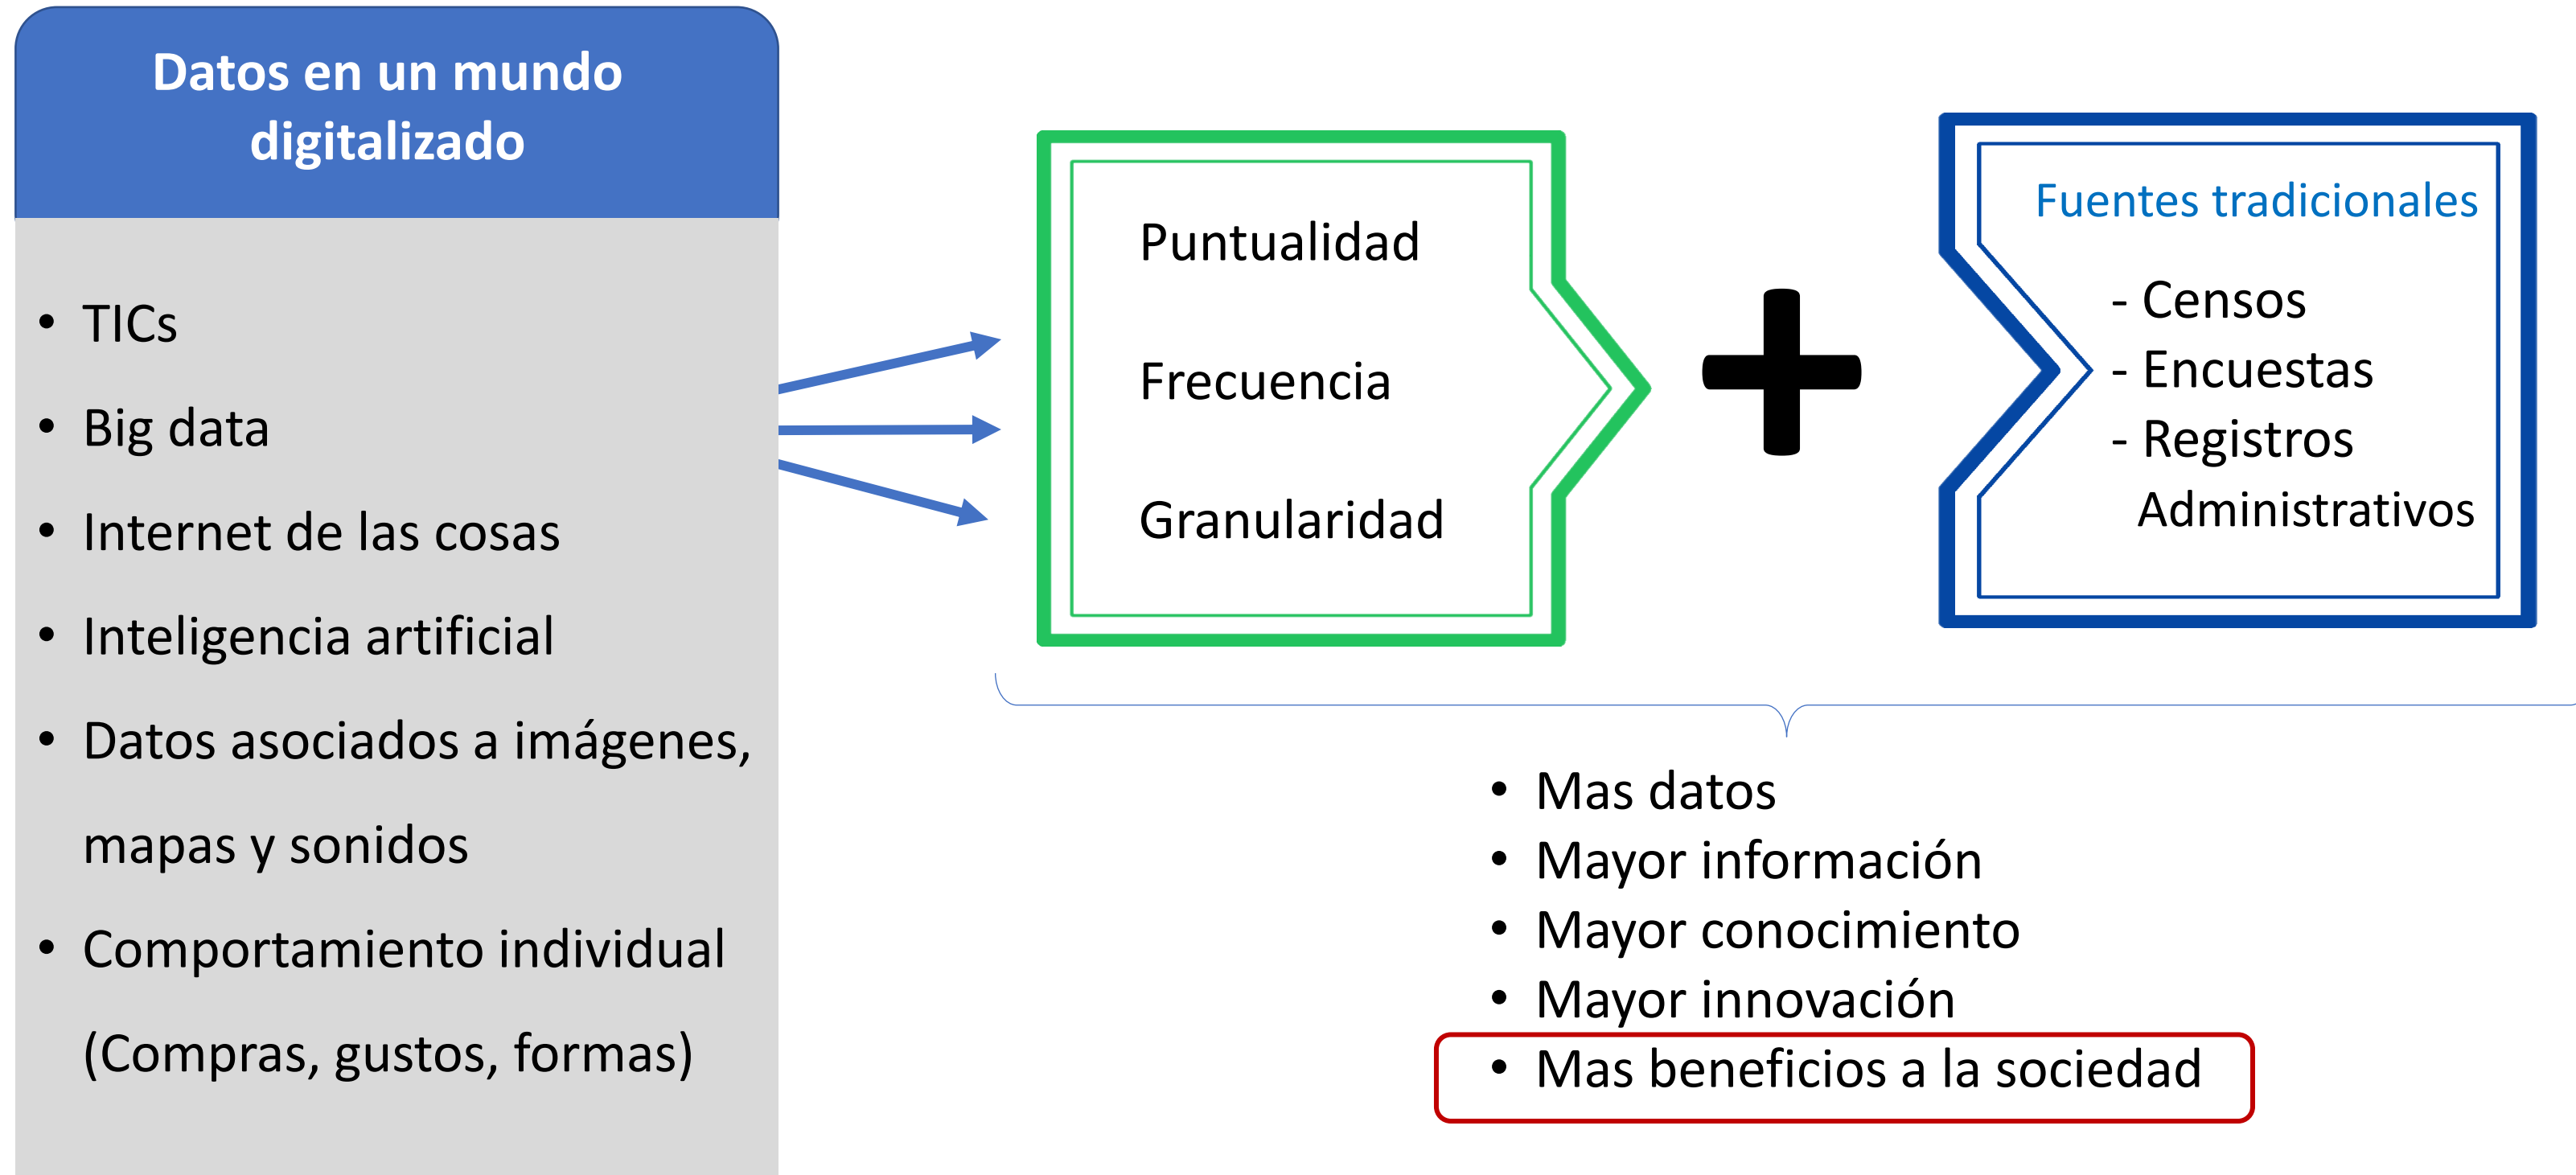 Datos en un mundo
digitalizado
• TICs
• Big data
• Internet de las cosas
• Inteligencia artificial
• Datos asociados a imágenes,
mapas y sonidos
• Comportamiento individual
(Compras, gustos, formas)
Puntualidad
Frecuencia
Granularidad
+
Fuentes tradicionales
- Censos
- Encuestas
- Registros
Administrativos
• Mas datos
• Mayor información
• Mayor conocimiento
• Mayor innovación
• Mas beneficios a la sociedad